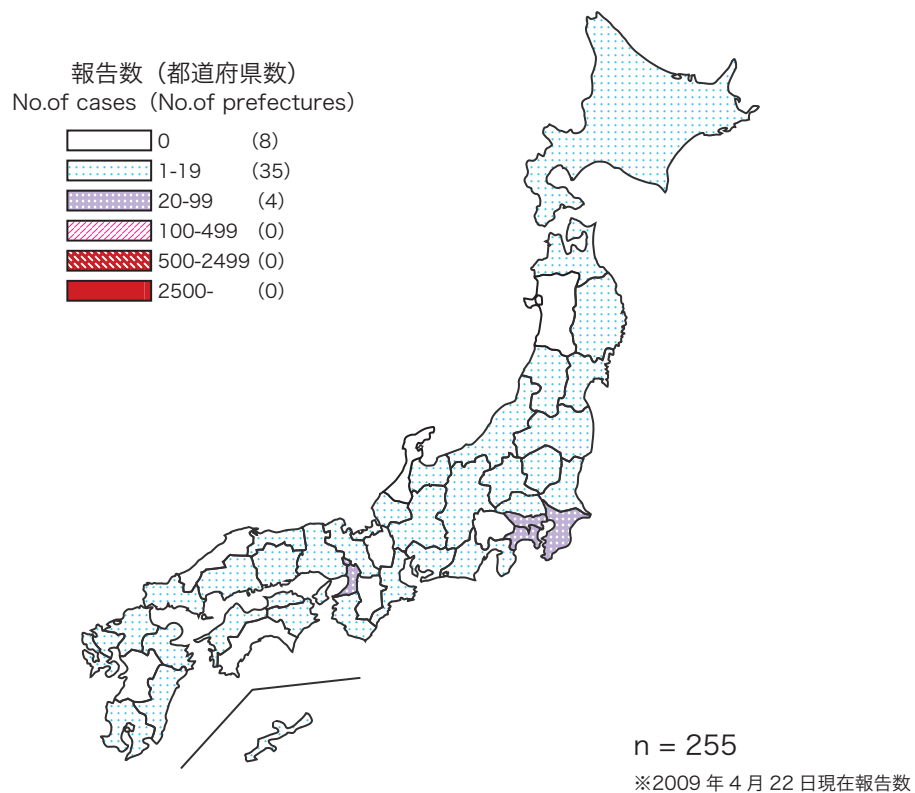 報告数（都道府県数）
No.of cases（No.of prefectures）
0 （8）
1-19 （35）
20-99 （4）
100-499 （0）
500-2499（0）
2500- （0）
n = 255
※2009 年 4 月 22 日現在報告数